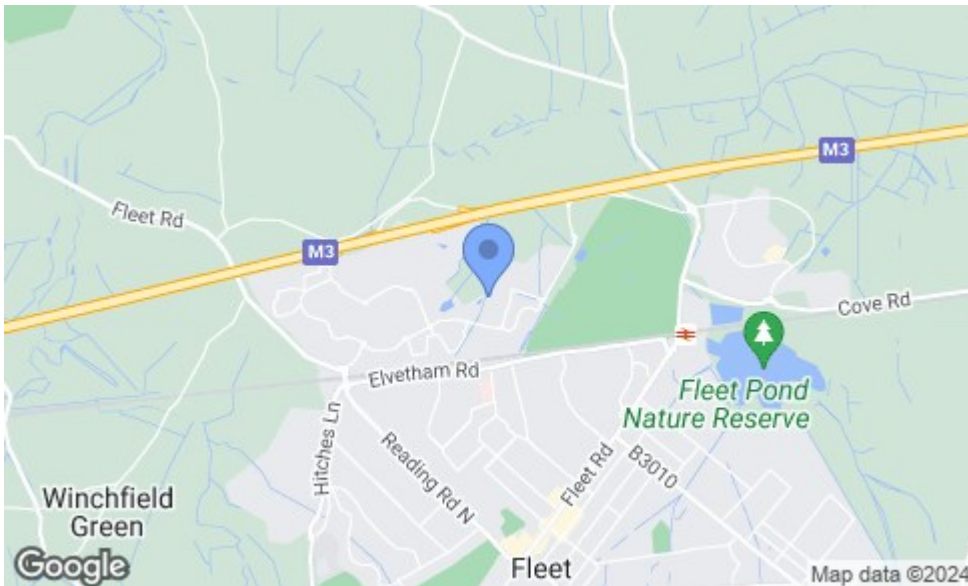 M3
Fleet Rd
M3
Cove Rd
Elvetham Rd
Fleet Pond
Nature Reserve
Hitches Ln
Reading Rd N
Fleet Rd
B3010
Winchfield
Green
Fleet
Google
Map data ©2024